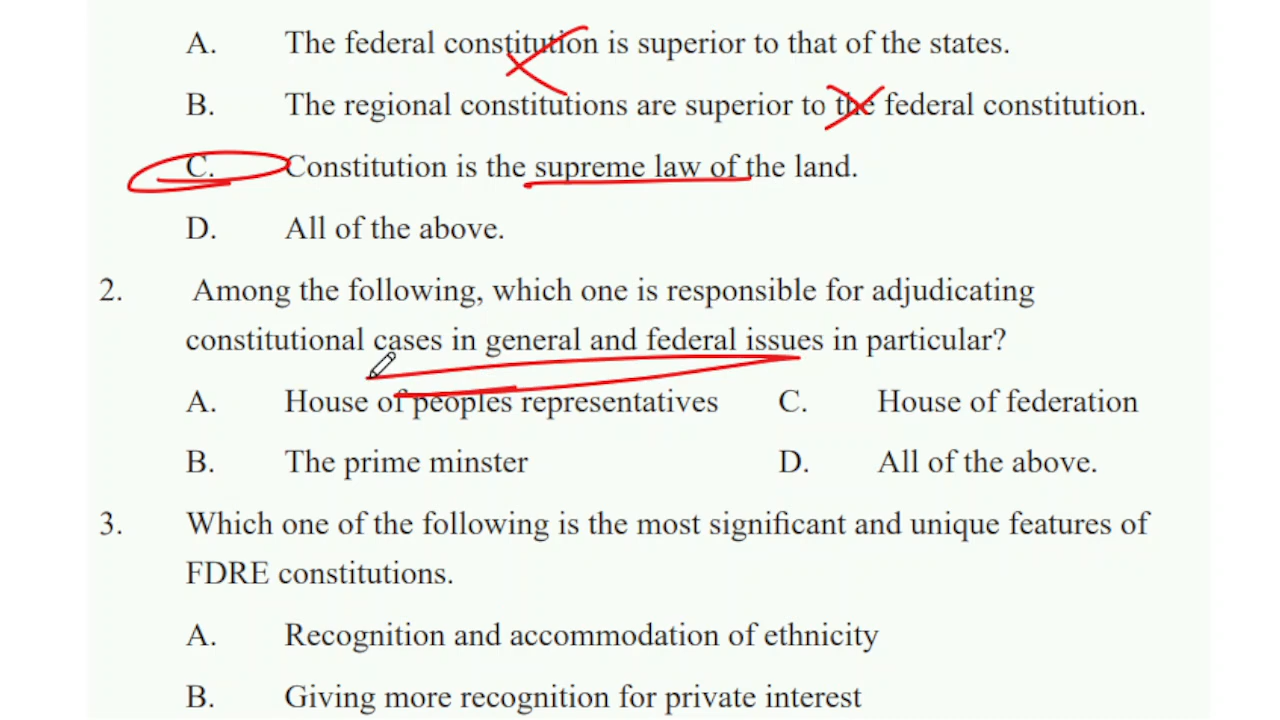 A. The federal constitution is superior to that of the states.
B. The regional constitutions are superior to the federal constitution.
C. Constitution is the supreme law of the land.
D. All of the above.
2. Among the following, which one is responsible for adjudicating
constitutional cases in general and federal issues in particular?
A. House of peoples representatives C. House of federation
B. The prime minster D. All of the above.
3. Which one of the following is the most significant and unique features of
FDRE constitutions.
A. Recognition and accommodation of ethnicity
B. Giving more recognition for private interest